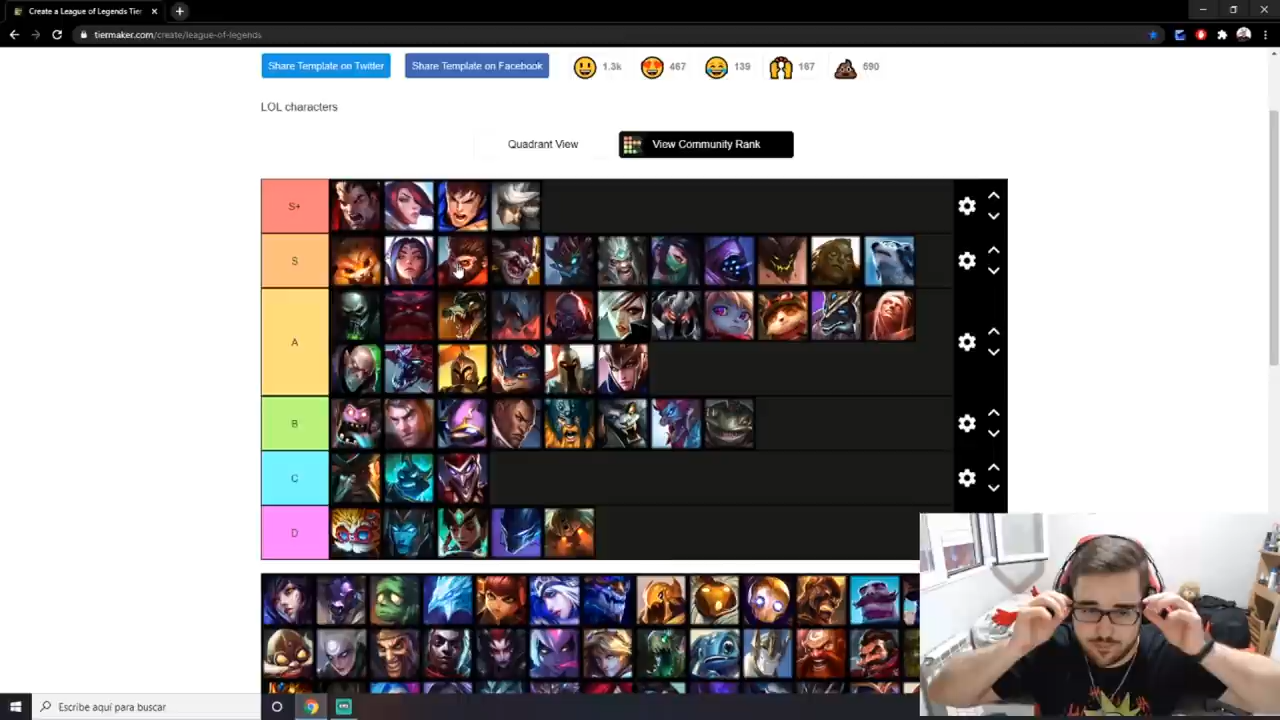 Create a League of Legends Tier
tiermaker.com/create/league-of-legends
Share Template on Twitter
Share Template on Facebook
1.3k
467
139
167
590
LOL characters
Quadrant View
View Community Rank
S+
S
A
B
C
D
Escribe aquí para buscar